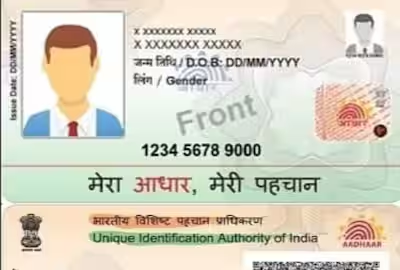 Issue Date: DD/MM/YYYY
X XXXXXXX XXXXX
X XXXXXXX XXXXX
जन्म तिथि / D.O.B: DD/MM/YYYY
लिंग / Gender
Front
आधार
1234 5678 9000
मेरा आधार, मेरी पहचान
भारतीय विशिष्ट पहचान प्राधिकरण
Unique Identification Authority of India
AADHAAR